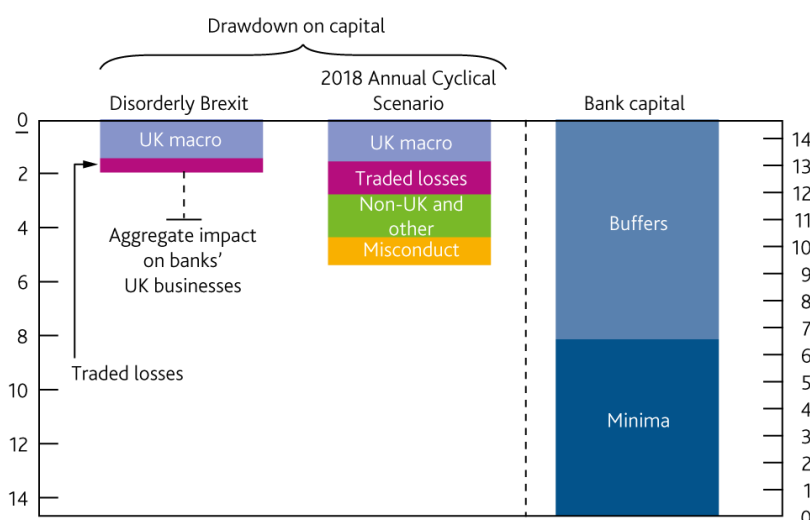 Drawdown on capital
Disorderly Brexit
2018 Annual Cyclical
Scenario
Bank capital
0
2
4
6
8
10
12
14
UK macro
Aggregate impact
on banks’
UK businesses
Traded losses
UK macro
Traded losses
Non-UK and
other
Misconduct
Buffers
Minima
14
13
12
11
10
9
8
7
6
5
4
3
2
1
0